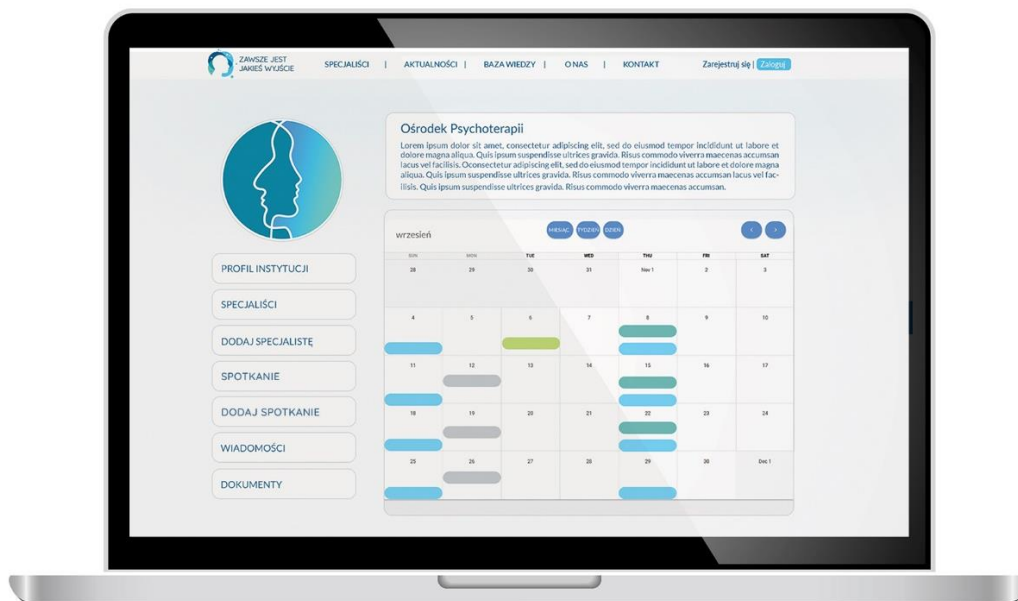 ZAWSZE JEST
JAKIEŚ WYJŚCIE
SPECJALIŚCI | AKTUALNOŚCI | BAZA WIEDZY | O NAS | KONTAKT
Zarejestruj się | Zaloguj
Ośrodek Psychoterapii
Lorem ipsum dolor sit amet, consectetur adipiscing elit, sed do eiusmod tempor incididunt ut labore et
dolore magna aliqua. Quis ipsum suspendisse ultrices gravida. Risus commodo viverra maecenas accumsan
lacus vel facilisis. Oconsectetur adipiscing elit, sed do eiusmod tempor incididunt ut labore et dolore magna
aliqua. Quis ipsum suspendisse ultrices gravida. Risus commodo viverra maecenas accumsan lacus vel fac-
ilisis. Quis ipsum suspendisse ultrices gravida. Risus commodo viverra maecenas accumsan.
PROFIL INSTYTUCJI
SPECJALIŚCI
DODAJ SPECJALISTĘ
SPOTKANIE
DODAJ SPOTKANIE
WIADOMOŚCI
DOKUMENTY
wrzesień
MIESIĄC TYDZIEŃ DZIEŃ
< >
SUN MON TUE WED THU FRI SAT
28 29 30 31 Nov 1 2 3
4 5 6 7 8 9 10
11 12 13 14 15 16 17
18 19 20 21 22 23 24
25 26 27 28 29 30 Dec 1